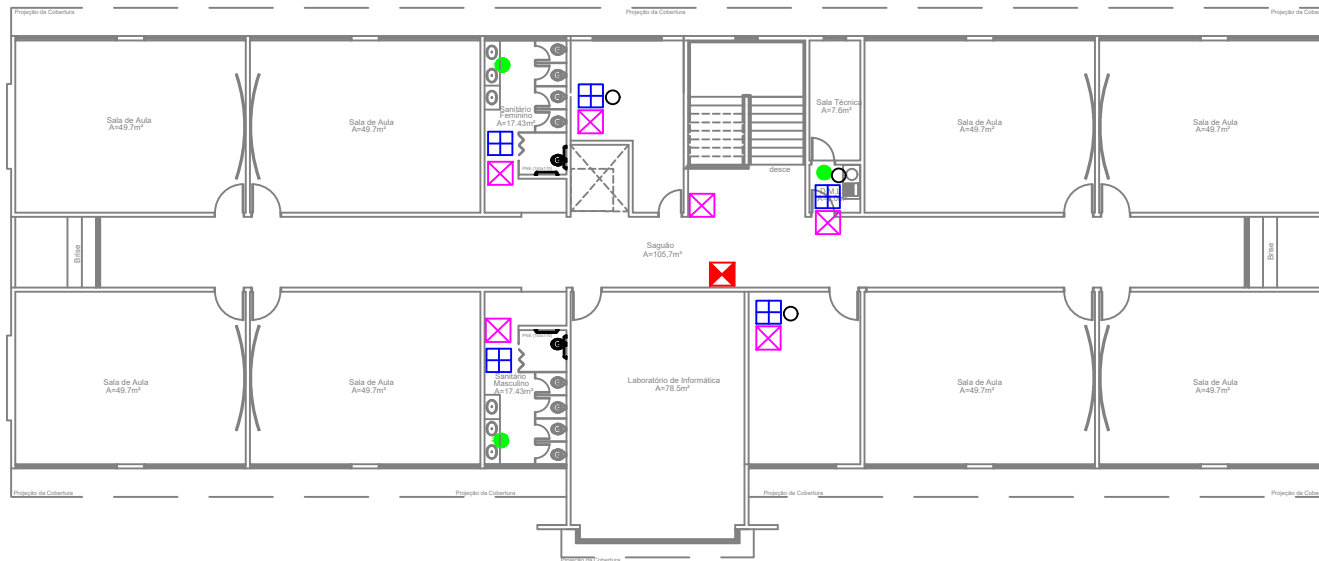 Projeção da Cobertura
Projeção da Cobertura
Projeção da Cobert
Sala de Aula
A=49.7m²
Sala de Aula
A=49.7m²
Sanitário
Feminino
A=17.43m²
Sala Técnica
A=7.6m²
Sala de Aula
A=49.7m²
Sala de Aula
A=49.7m²
desce
Brise
Saguão
A=105,7m²
Brise
Sala de Aula
A=49.7m²
Sala de Aula
A=49.7m²
Sanitário
Masculino
A=17.43m²
Laboratório de Informática
A=78.5m²
Sala de Aula
A=49.7m²
Sala de Aula
A=49.7m²
Projeção da Cobertura
Projeção da Cobertura
Projeção da Cobertura
Projeção da Cobert
Projeção da Cobertura